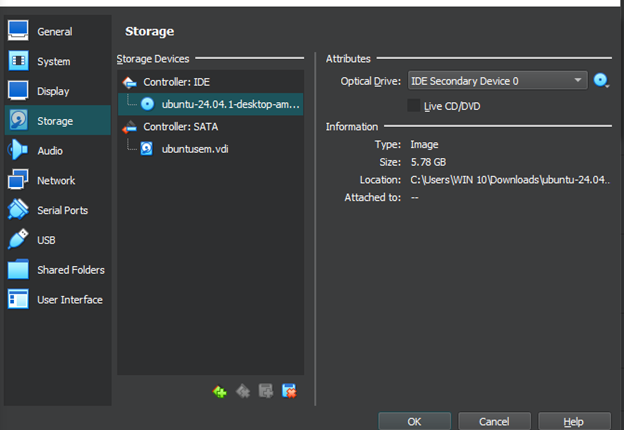 General
System
Display
Storage
Audio
Network
Serial Ports
USB
Shared Folders
User Interface
Storage
Storage Devices
Controller: IDE
ubuntu-24.04.1-desktop-am...
Controller: SATA
ubuntusem.vdi
Attributes
Optical Drive: IDE Secondary Device 0
Live CD/DVD
Information
Type: Image
Size: 5.78 GB
Location: C:\Users\WIN 10\Downloads\ubuntu-24.04..
Attached to: --
OK Cancel Help